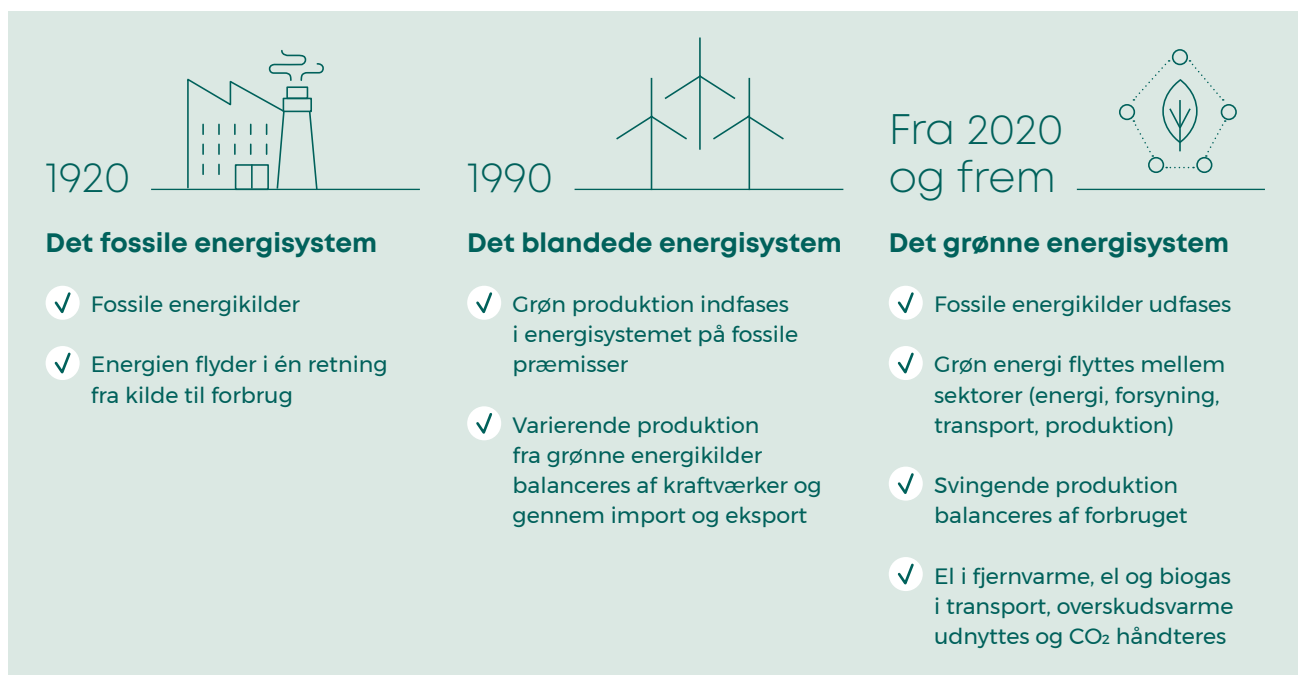 1920
Det fossile energisystem
Fossile energikilder
Energien flyder i én retning
fra kilde til forbrug
1990
Det blandede energisystem
Grøn produktion indfases
i energisystemet på fossile
præmisser
Varierende produktion
fra grønne energikilder
balanceres af kraftværker og
gennem import og eksport
Fra 2020
og frem
Det grønne energisystem
Fossile energikilder udfases
Grøn energi flyttes mellem
sektorer (energi, forsyning,
transport, produktion)
Svingende produktion
balanceres af forbruget
El i fjernvarme, el og biogas
i transport, overskudsvarme
udnyttes og CO₂ håndteres